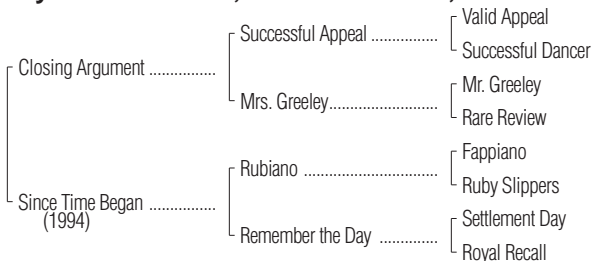 Valid Appeal
Successful Appeal ................
Successful Dancer
Closing Argument ................
Mr. Greeley
Mrs. Greeley..........................
Rare Review
Fappiano
Rubiano ................................
Ruby Slippers
Since Time Began ................
(1994)
Settlement Day
Remember the Day ..............
Royal Recall